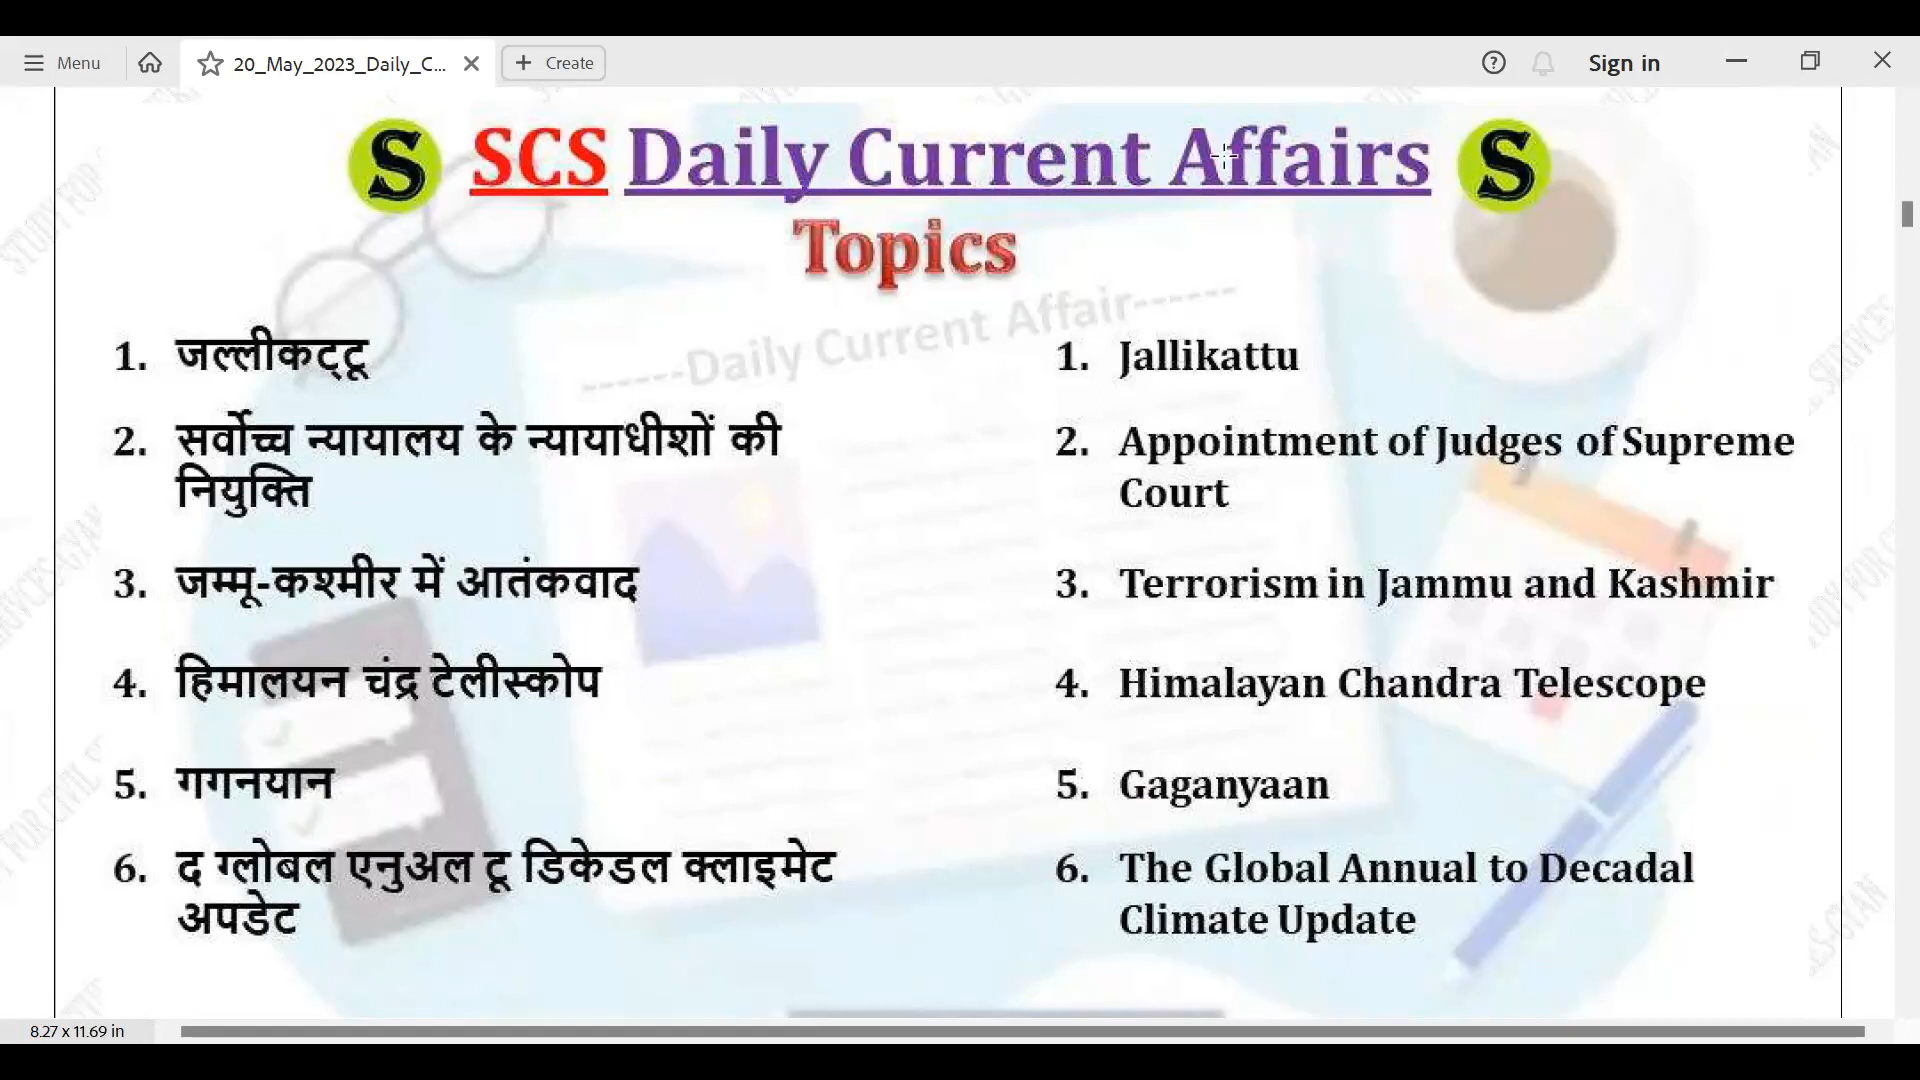 Menu
20_May_2023_Daily_C...
Create
Sign in
S SCS Daily Current Affairs S
Topics
------Daily Current Affair------
1. जल्लीकट्टू
2. सर्वोच्च न्यायालय के न्यायाधीशों की
नियुक्ति
3. जम्मू-कश्मीर में आतंकवाद
4. हिमालयन चंद्र टेलीस्कोप
5. गगनयान
6. द ग्लोबल एनुअल टू डिकेडल क्लाइमेट
अपडेट
1. Jallikattu
2. Appointment of Judges of Supreme
Court
3. Terrorism in Jammu and Kashmir
4. Himalayan Chandra Telescope
5. Gaganyaan
6. The Global Annual to Decadal
Climate Update
8.27 x 11.69 in